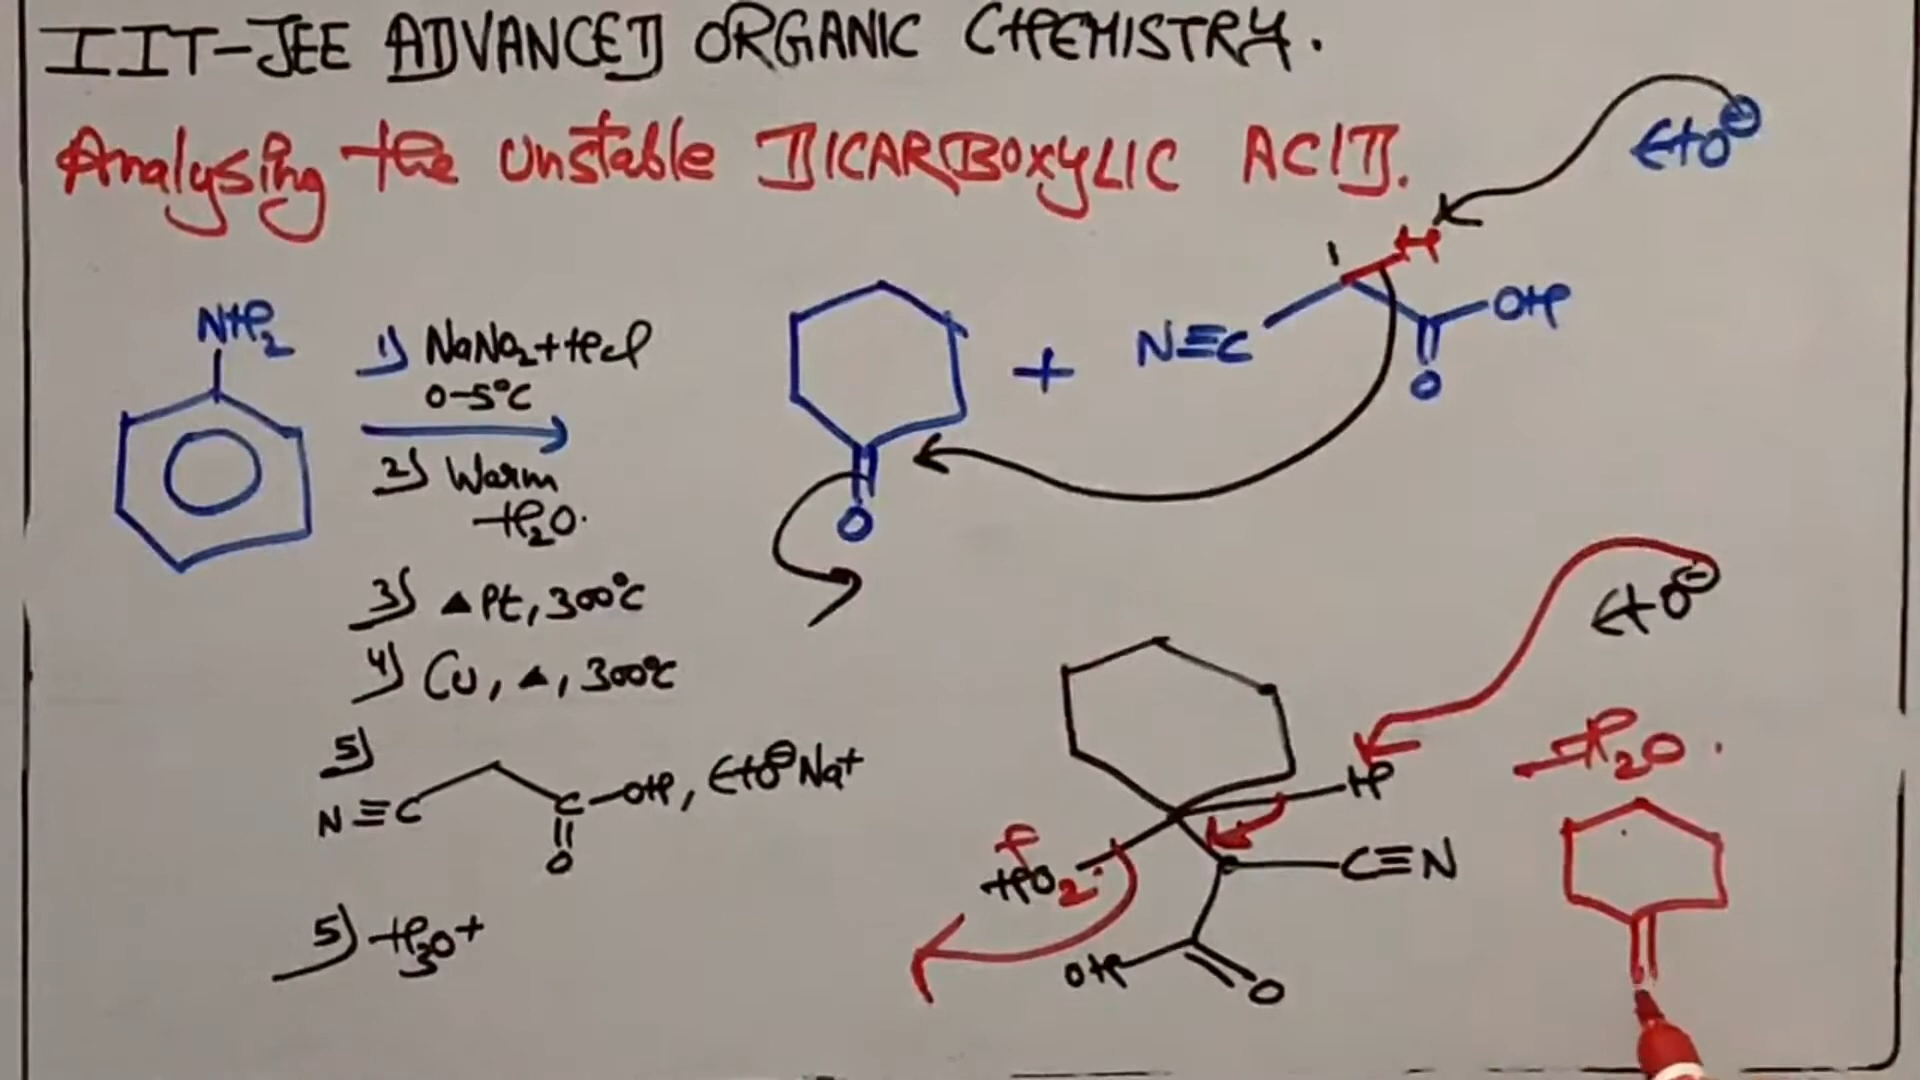 IIT-JEE ADVANCED ORGANIC CHEMISTRY.
Analysing the Unstable DICARBOXYLIC ACID.
EtO⊖
H
NH2
1) NaNO2+HCl
0-5°C
2) Warm
H2O.
3) ▲ Pt, 300°C
4) Cu, ▲, 300°C
5)
N≡C C-OH, EtO⊖Na+
O
5) H3O+
O
+
N≡C OH
O
EtO⊖
H
HO2
C≡N
OH O
-H2O.